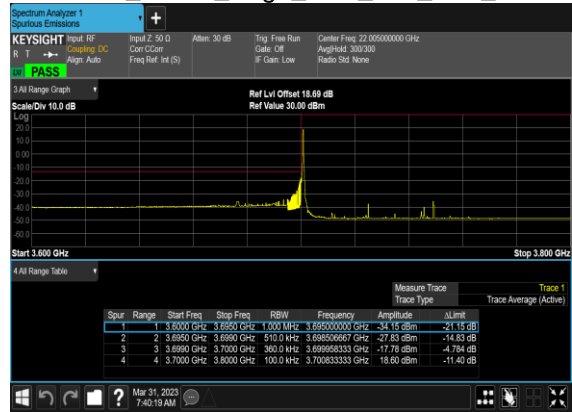 Spectrum Analyzer 1
Spurious Emissions
+
KEYSIGHT Input: RF Input Z: 50 Ω Atten: 30 dB Trig: Free Run Center Freq: 22.005000000 GHz
R T Coupling: DC Corr CCorr Gate: Off Avg|Hold: 300/300
Align: Auto Freq Ref: Int (S) IF Gain: Low Radio Std: None
PASS
3 All Range Graph
Ref Lvl Offset 18.69 dB
Scale/Div 10.0 dB Ref Value 30.00 dBm
Log
20.0
10.0
0.00
-10.0
-20.0
-30.0
-40.0
-50.0
-60.0
Start 3.600 GHz Stop 3.800 GHz
4 All Range Table
Measure Trace Trace 1
Trace Type Trace Average (Active)
Spur Range Start Freq Stop Freq RBW Frequency Amplitude ΔLimit
1 1 3.6000 GHz 3.6950 GHz 1.000 MHz 3.695000000 GHz -34.15 dBm -21.15 dB
2 2 3.6950 GHz 3.6990 GHz 510.0 kHz 3.698506667 GHz -27.83 dBm -14.83 dB
3 3 3.6990 GHz 3.7000 GHz 360.0 kHz 3.699958333 GHz -17.78 dBm -4.784 dB
4 4 3.7000 GHz 3.8000 GHz 100.0 kHz 3.700833333 GHz 18.60 dBm -11.40 dB
? Mar 31, 2023
7:40:19 AM